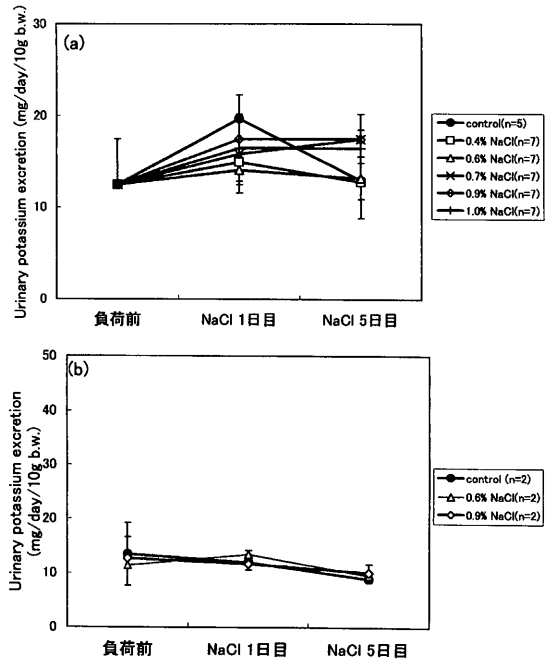 (a)
Urinary potassium excretion (mg/day/10g b.w.)
30
20
10
0
負荷前 NaCl 1日目 NaCl 5日目
control(n=5)
0.4% NaCl(n=7)
0.6% NaCl(n=7)
0.7% NaCl(n=7)
0.9% NaCl(n=7)
1.0% NaCl(n=7)
(b)
Urinary potassium excretion
(mg/day/10g b.w.)
50
40
30
20
10
0
負荷前 NaCl 1日目 NaCl 5日目
control (n=2)
0.6% NaCl(n=2)
0.9% NaCl(n=2)